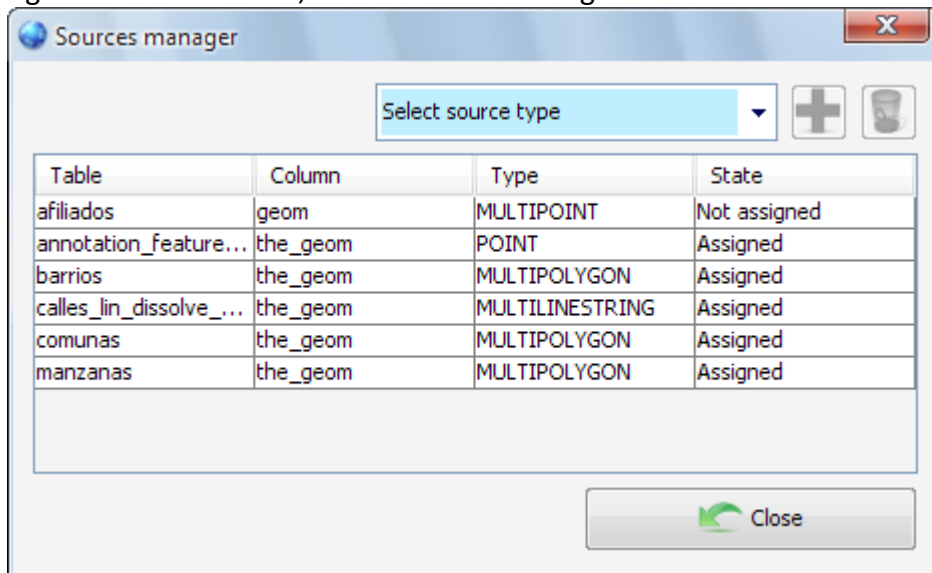 Sources manager
Select source type
Table Column Type State
afiliados geom MULTIPOINT Not assigned
annotation_feature... the_geom POINT Assigned
barrios the_geom MULTIPOLYGON Assigned
calles_lin_dissolve_... the_geom MULTILINESTRING Assigned
comunas the_geom MULTIPOLYGON Assigned
manzanas the_geom MULTIPOLYGON Assigned
Close